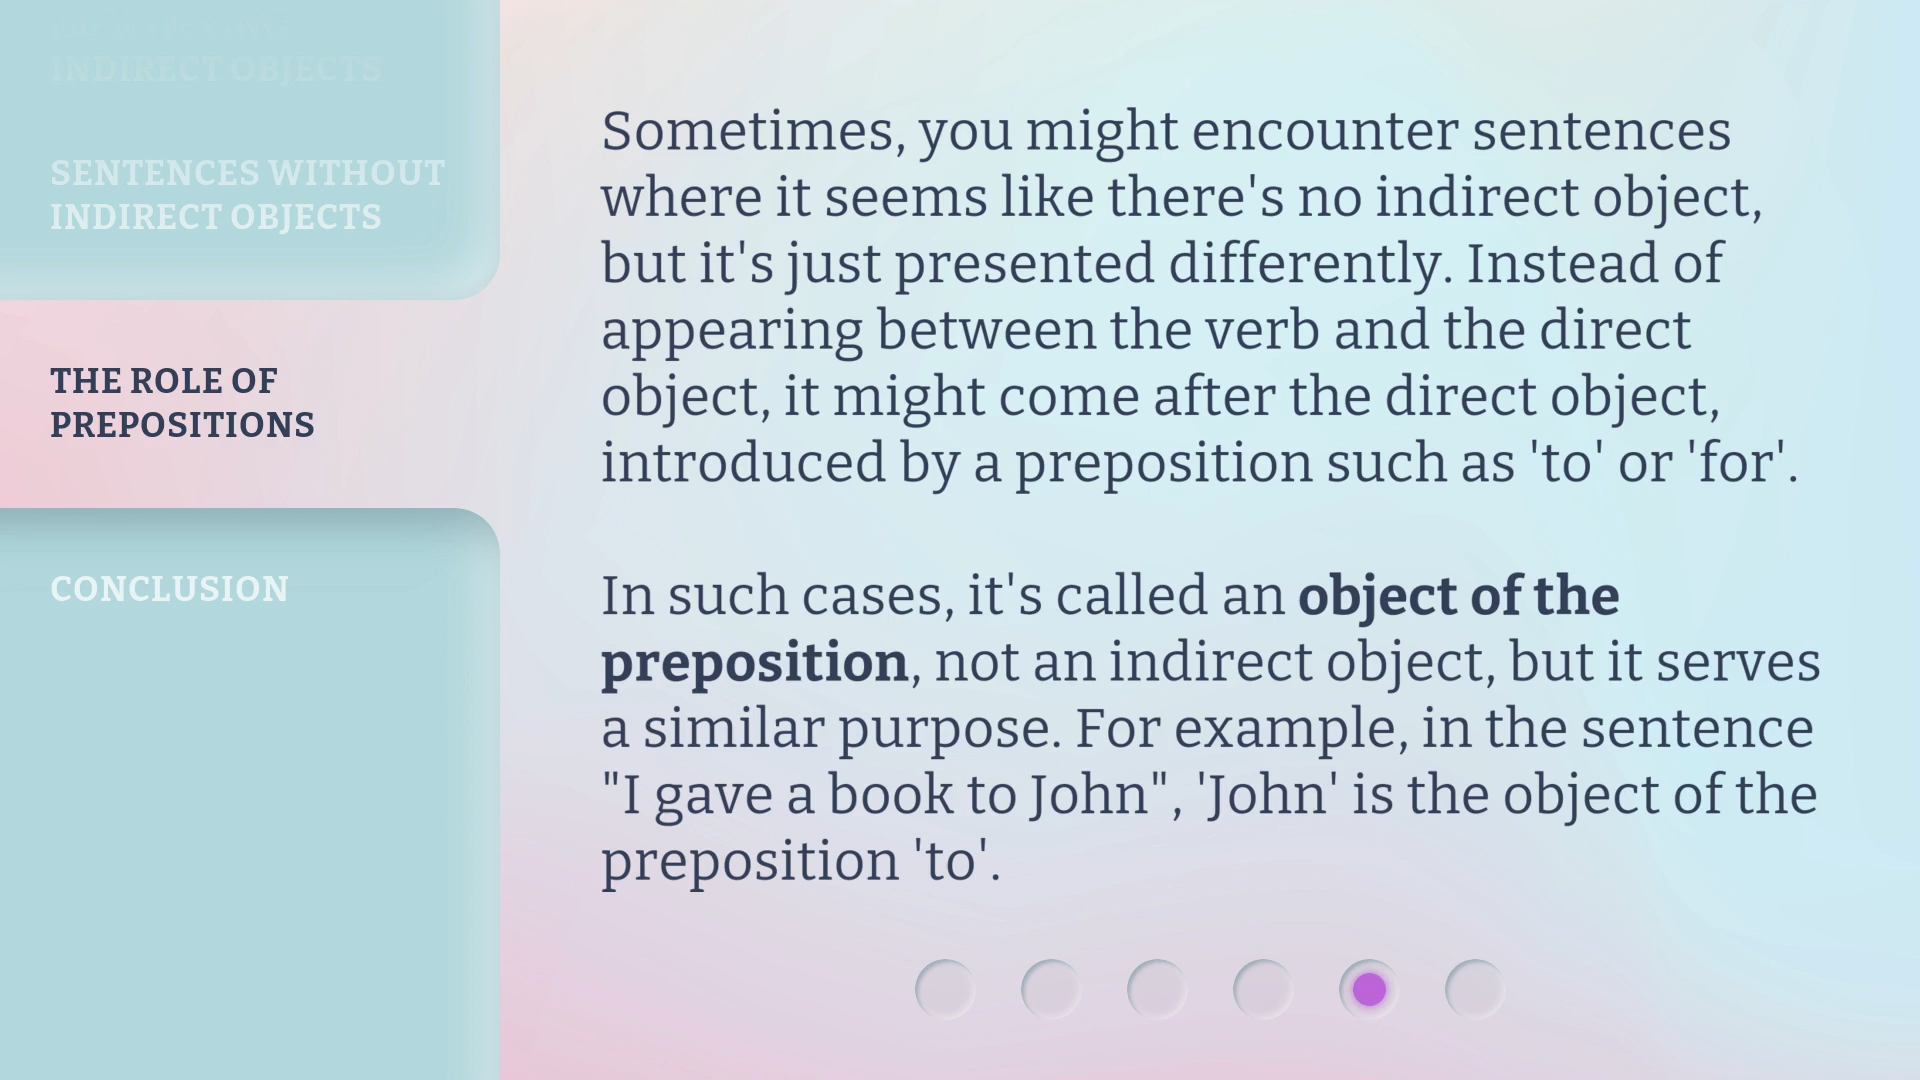 INDIRECT OBJECTS
SENTENCES WITHOUT
INDIRECT OBJECTS
THE ROLE OF
PREPOSITIONS
CONCLUSION
Sometimes, you might encounter sentences
where it seems like there's no indirect object,
but it's just presented differently. Instead of
appearing between the verb and the direct
object, it might come after the direct object,
introduced by a preposition such as 'to' or 'for'.
In such cases, it's called an object of the
preposition, not an indirect object, but it serves
a similar purpose. For example, in the sentence
"I gave a book to John", 'John' is the object of the
preposition 'to'.